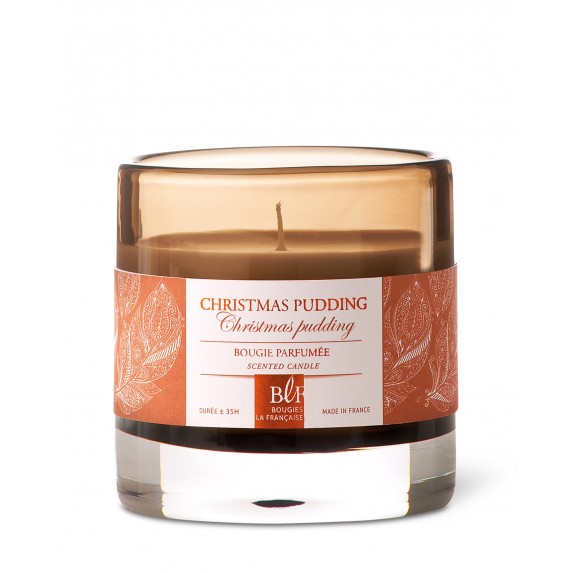 CHRISTMAS PUDDING
Christmas pudding
BOUGIE PARFUMÉE
SCENTED CANDLE
BLF
BOUGIES
LA FRANÇAISE
DURÉE ± 35H
MADE IN FRANCE